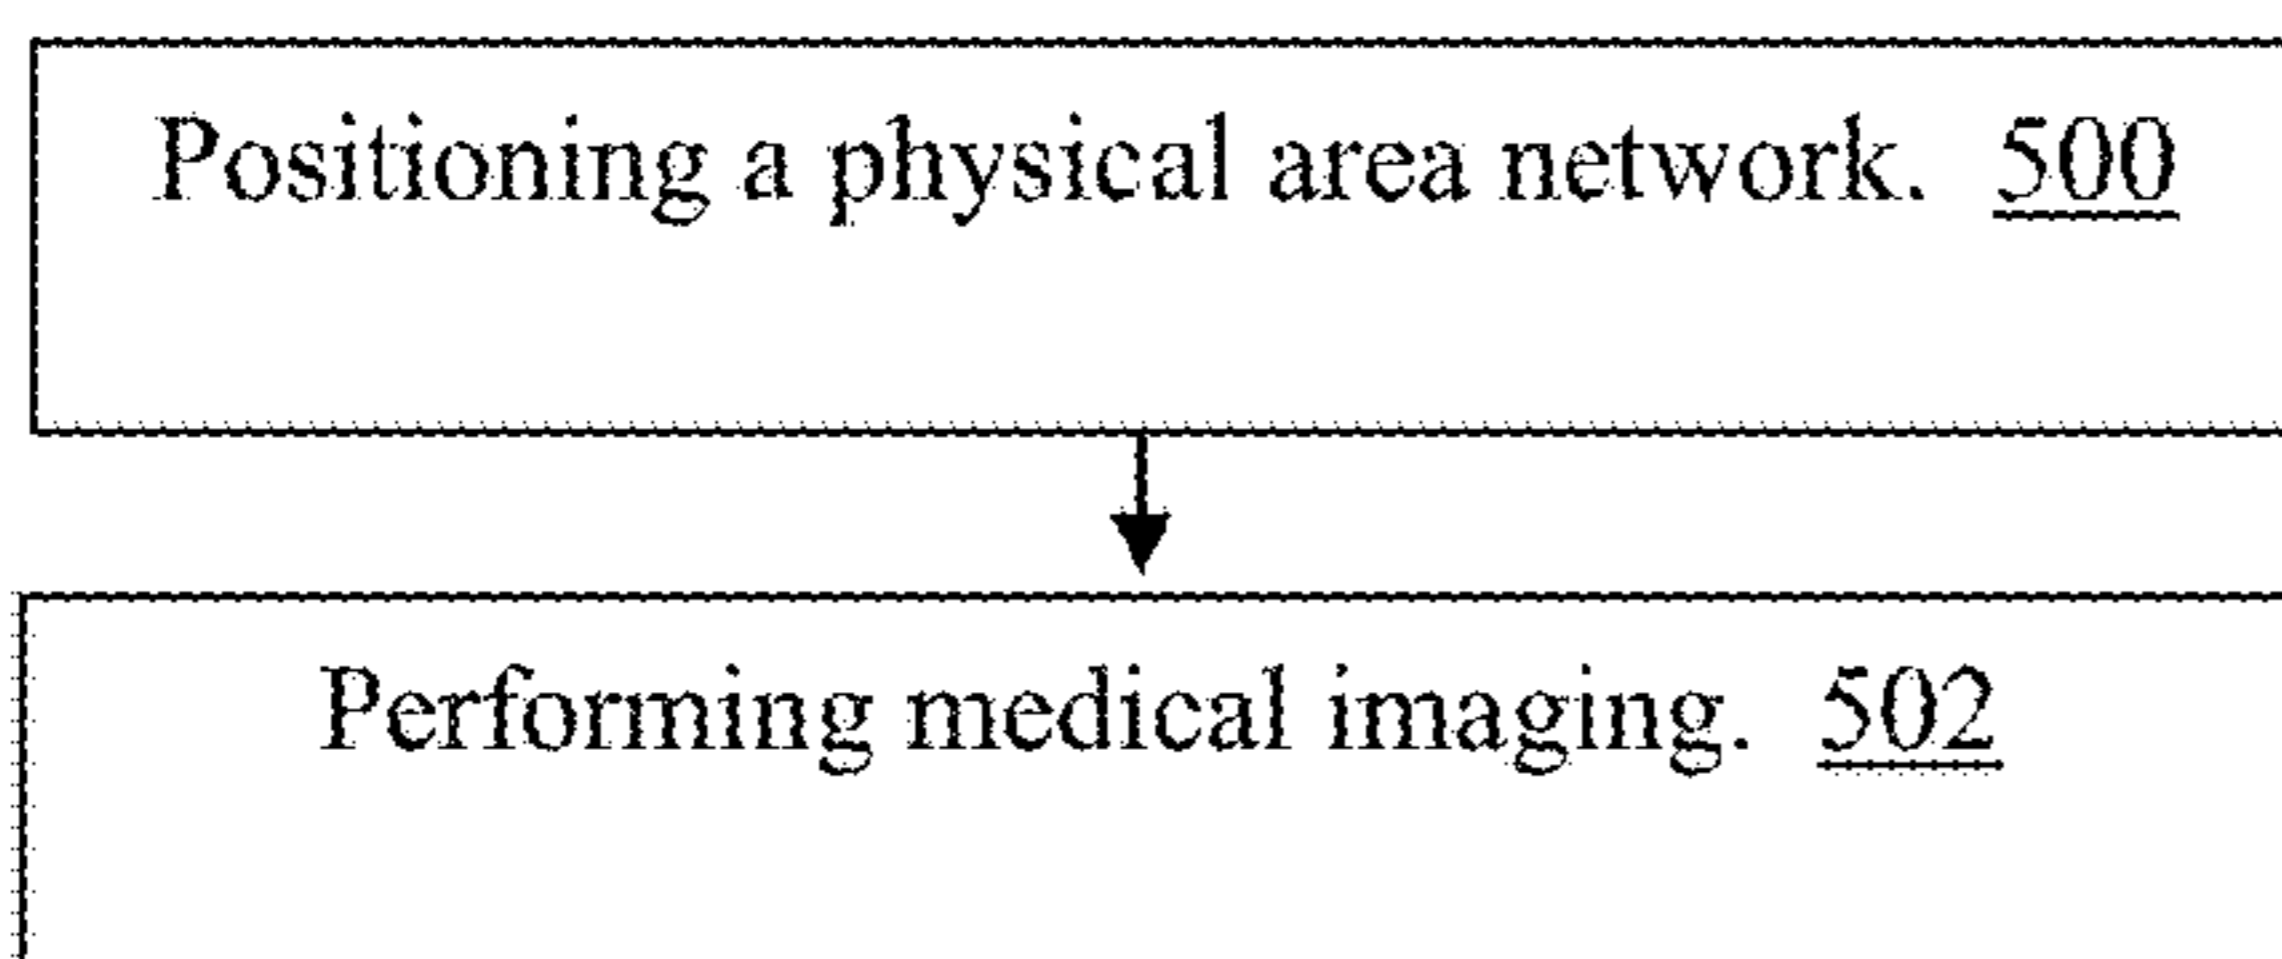 Positioning a physical area network. 500
Performing medical imaging. 502